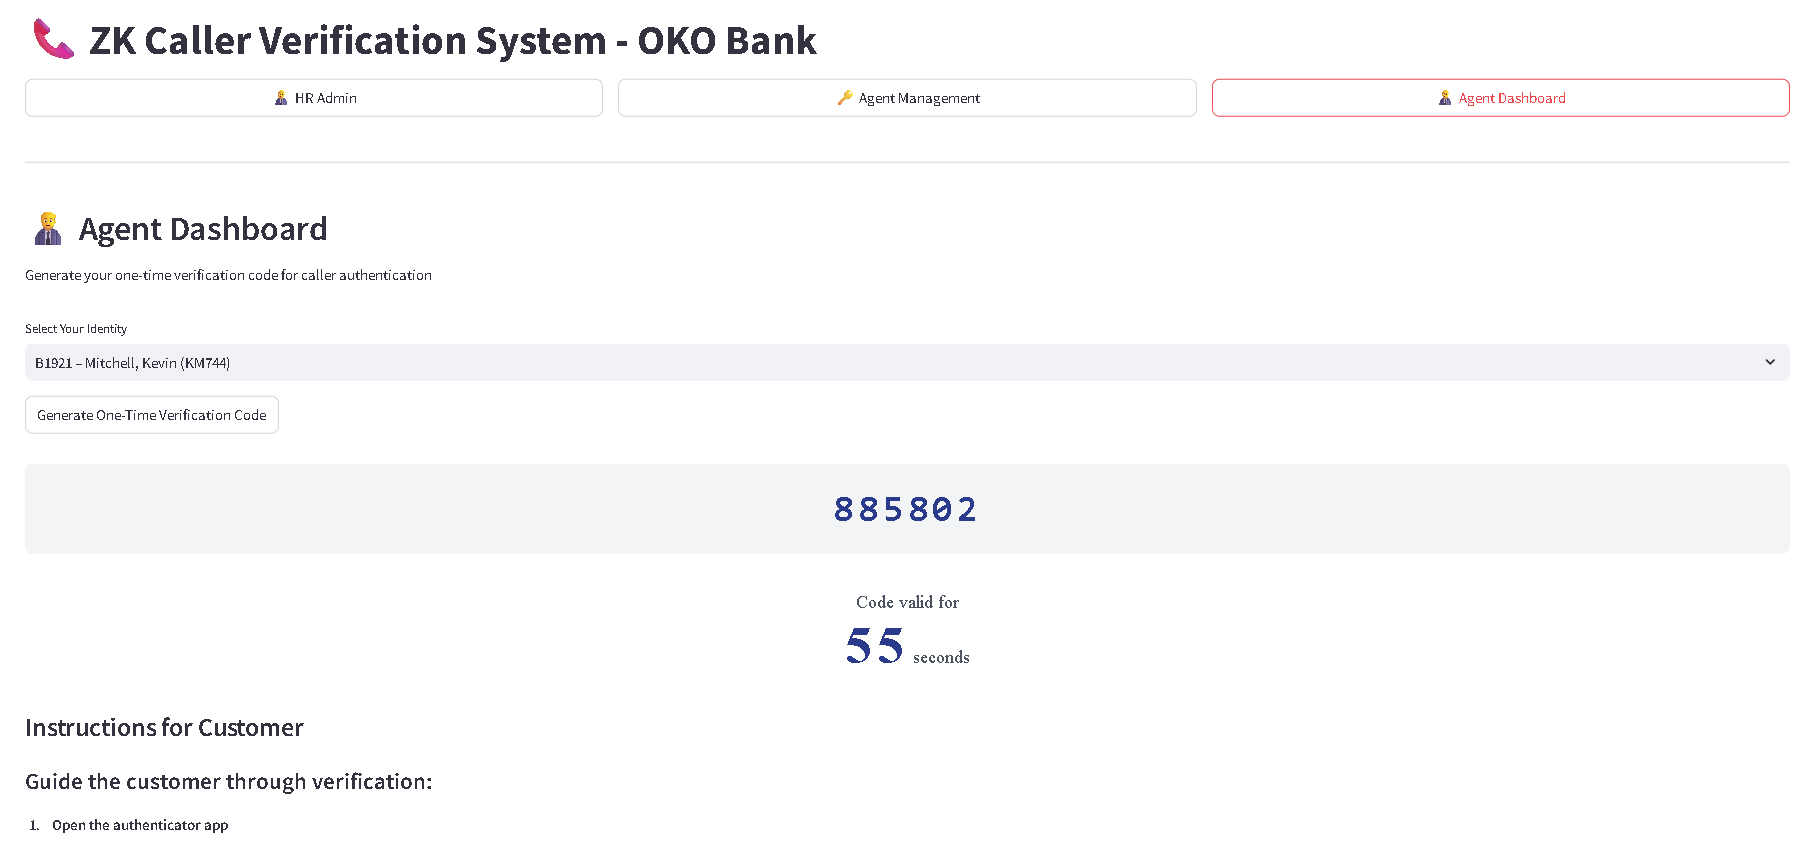 ZK Caller Verification System - OKO Bank
HR Admin
Agent Management
Agent Dashboard
Agent Dashboard
Generate your one-time verification code for caller authentication
Select Your Identity
B1921 – Mitchell, Kevin (KM744)
Generate One-Time Verification Code
885802
Code valid for
55 seconds
Instructions for Customer
Guide the customer through verification:
1. Open the authenticator app